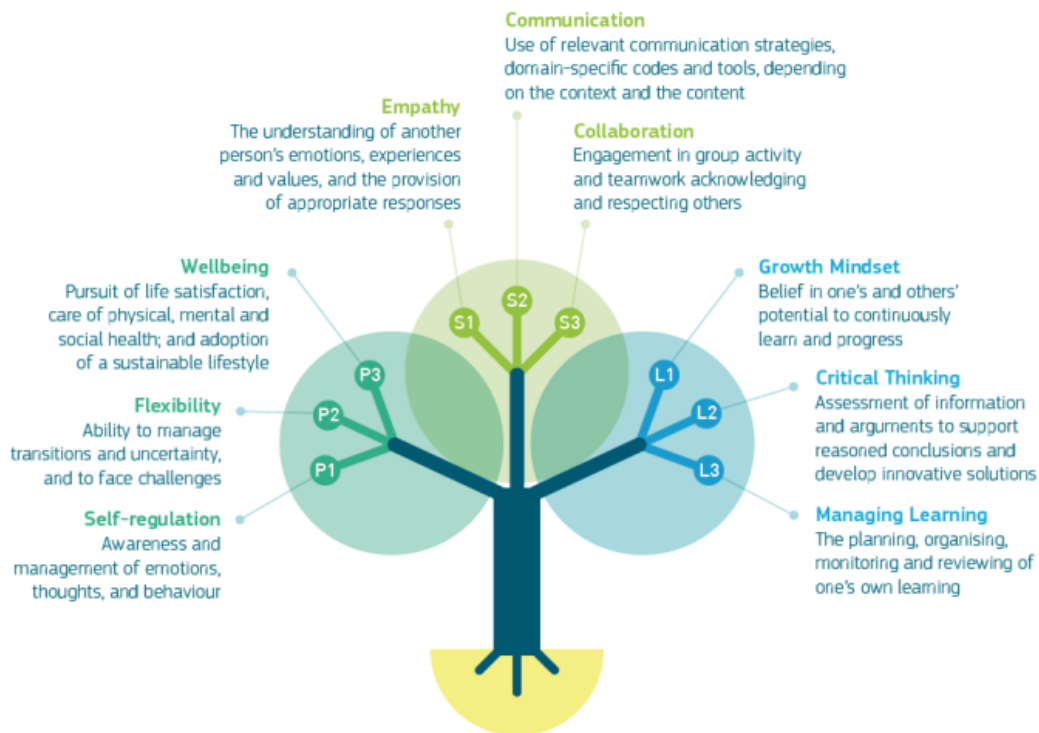 Communication
Use of relevant communication strategies,
domain-specific codes and tools, depending
on the context and the content
Empathy
The understanding of another
person's emotions, experiences
and values, and the provision
of appropriate responses
Collaboration
Engagement in group activity
and teamwork acknowledging
and respecting others
Wellbeing
Pursuit of life satisfaction,
care of physical, mental and
social health; and adoption
of a sustainable lifestyle
Flexibility
Ability to manage
transitions and uncertainty,
and to face challenges
Self-regulation
Awareness and
management of emotions,
thoughts, and behaviour
P3
P2
P1
S1
S2
S3
L1
L2
L3
Growth Mindset
Belief in one's and others'
potential to continuously
learn and progress
Critical Thinking
Assessment of information
and arguments to support
reasoned conclusions and
develop innovative solutions
Managing Learning
The planning, organising,
monitoring and reviewing of
one's own learning